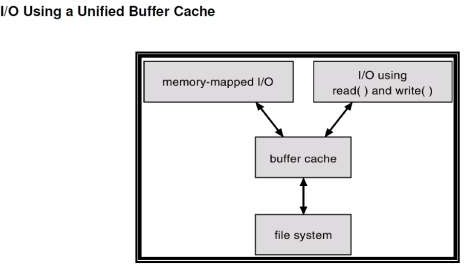 I/O Using a Unified Buffer Cache
memory-mapped I/O
I/O using
read( ) and write( )
buffer cache
file system